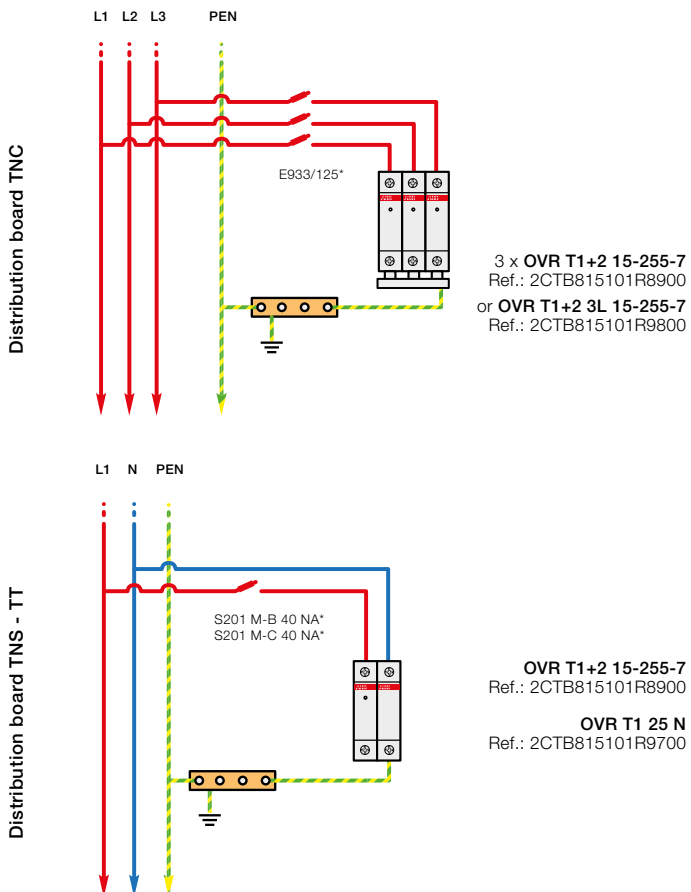 Distribution board TNC
L1 L2 L3 PEN
E933/125*
3 x OVR T1+2 15-255-7
Ref.: 2CTB815101R8900
or OVR T1+2 3L 15-255-7
Ref.: 2CTB815101R9800
Distribution board TNS - TT
L1 N PEN
S201 M-B 40 NA*
S201 M-C 40 NA*
OVR T1+2 15-255-7
Ref.: 2CTB815101R8900
OVR T1 25 N
Ref.: 2CTB815101R9700